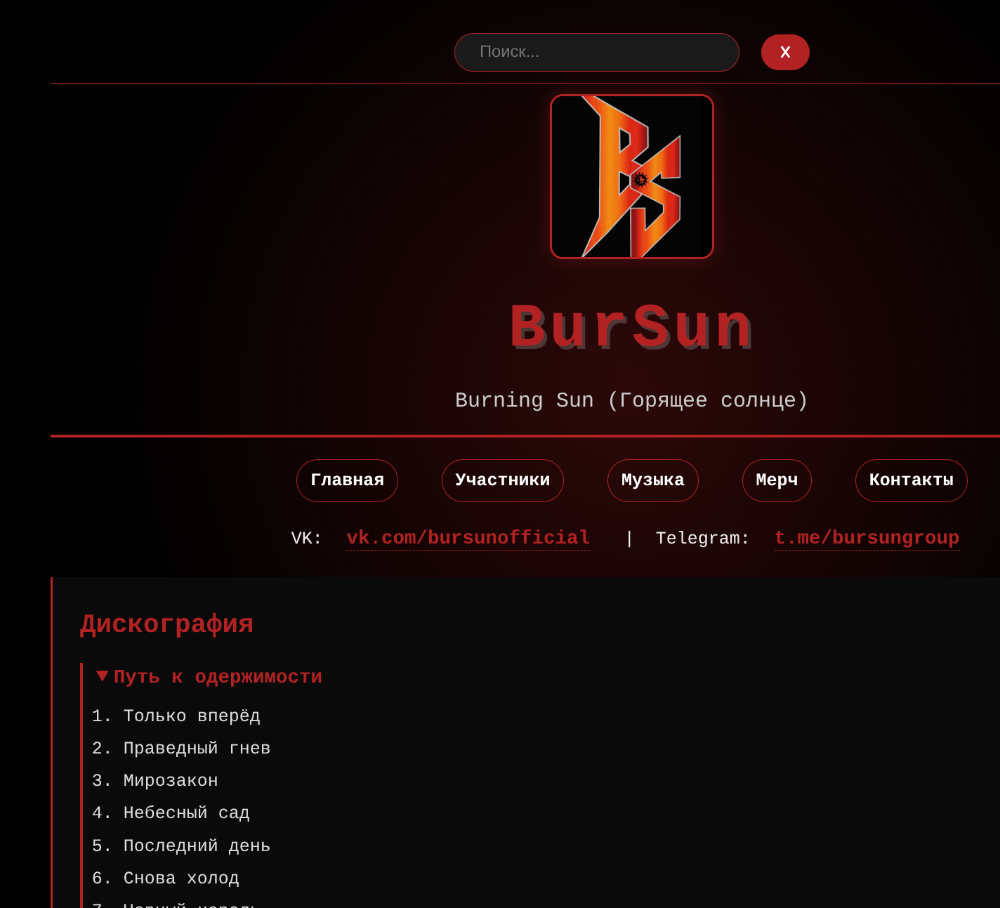 Поиск...
X
BS
BurSun
Burning Sun (Горящее солнце)
Главная Участники Музыка Мерч Контакты
VK: vk.com/bursunofficial | Telegram: t.me/bursungroup
Дискография
▼Путь к одержимости
1. Только вперёд
2. Праведный гнев
3. Мирозакон
4. Небесный сад
5. Последний день
6. Снова холод